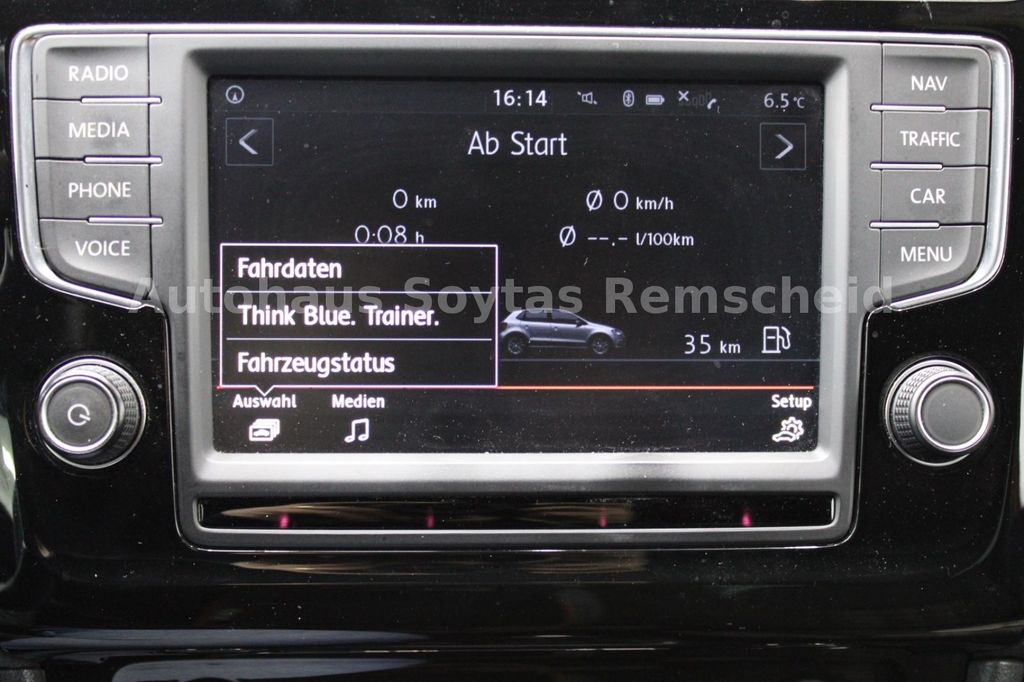 RADIO
MEDIA
PHONE
VOICE
NAV
TRAFFIC
CAR
MENU
16:14
6.5°C
Ab Start
0 km
Ø 0 km/h
0:08 h
Ø --.- l/100km
Fahrdaten
Think Blue. Trainer.
Fahrzeugstatus
35 km
Auswahl
Medien
Setup
Autohaus Soytas Remscheid